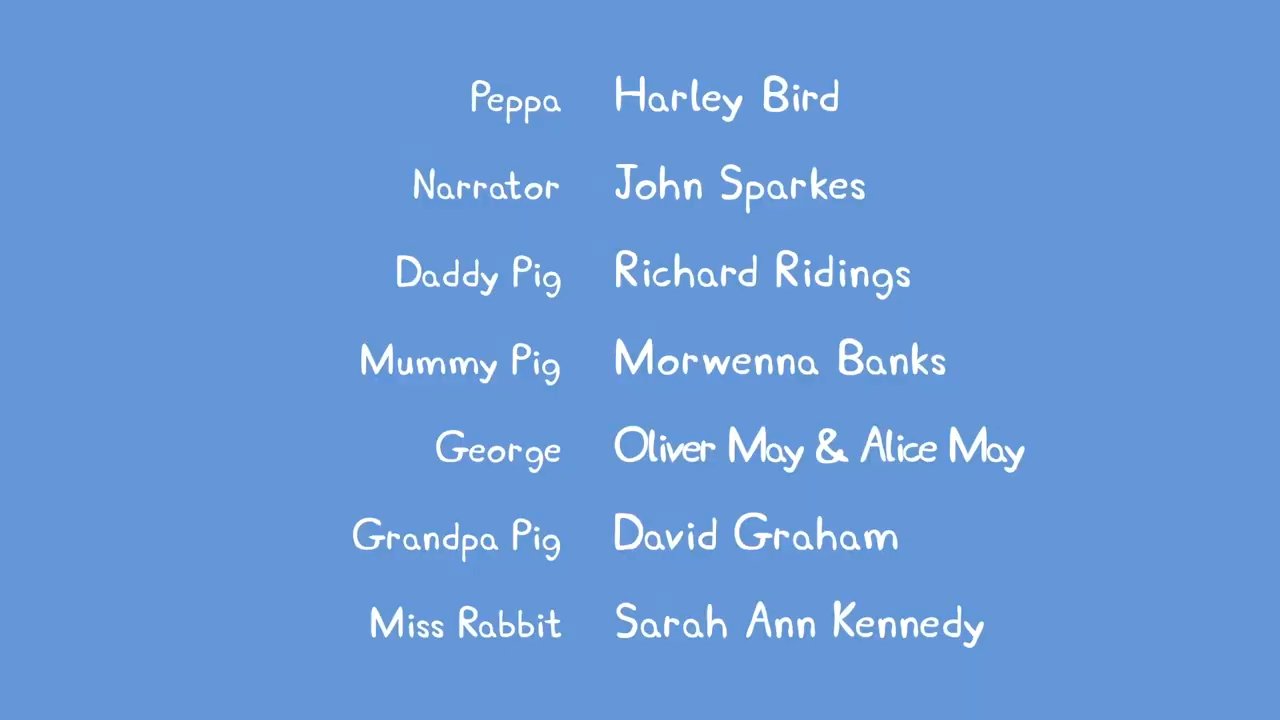 Peppa Harley Bird
Narrator John Sparkes
Daddy Pig Richard Ridings
Mummy Pig Morwenna Banks
George Oliver May & Alice May
Grandpa Pig David Graham
Miss Rabbit Sarah Ann Kennedy